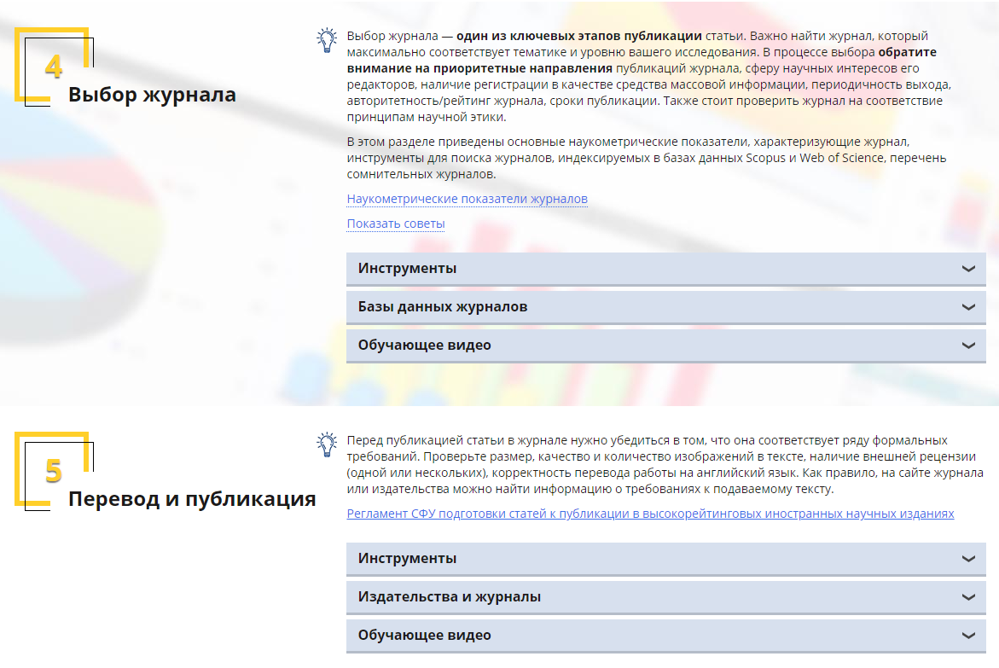 4
Выбор журнала
Выбор журнала — один из ключевых этапов публикации статьи. Важно найти журнал, который
максимально соответствует тематике и уровню вашего исследования. В процессе выбора обратите
внимание на приоритетные направления публикаций журнала, сферу научных интересов его
редакторов, наличие регистрации в качестве средства массовой информации, периодичность выхода,
авторитетность/рейтинг журнала, сроки публикации. Также стоит проверить журнал на соответствие
принципам научной этики.
В этом разделе приведены основные наукометрические показатели, характеризующие журнал,
инструменты для поиска журналов, индексируемых в базах данных Scopus и Web of Science, перечень
сомнительных журналов.
Наукометрические показатели журналов
Показать советы
Инструменты
Базы данных журналов
Обучающее видео
5
Перевод и публикация
Перед публикацией статьи в журнале нужно убедиться в том, что она соответствует ряду формальных
требований. Проверьте размер, качество и количество изображений в тексте, наличие внешней рецензии
(одной или нескольких), корректность перевода работы на английский язык. Как правило, на сайте журнала
или издательства можно найти информацию о требованиях к подаваемому тексту.
Регламент СФУ подготовки статей к публикации в высокорейтинговых иностранных научных изданиях
Инструменты
Издательства и журналы
Обучающее видео